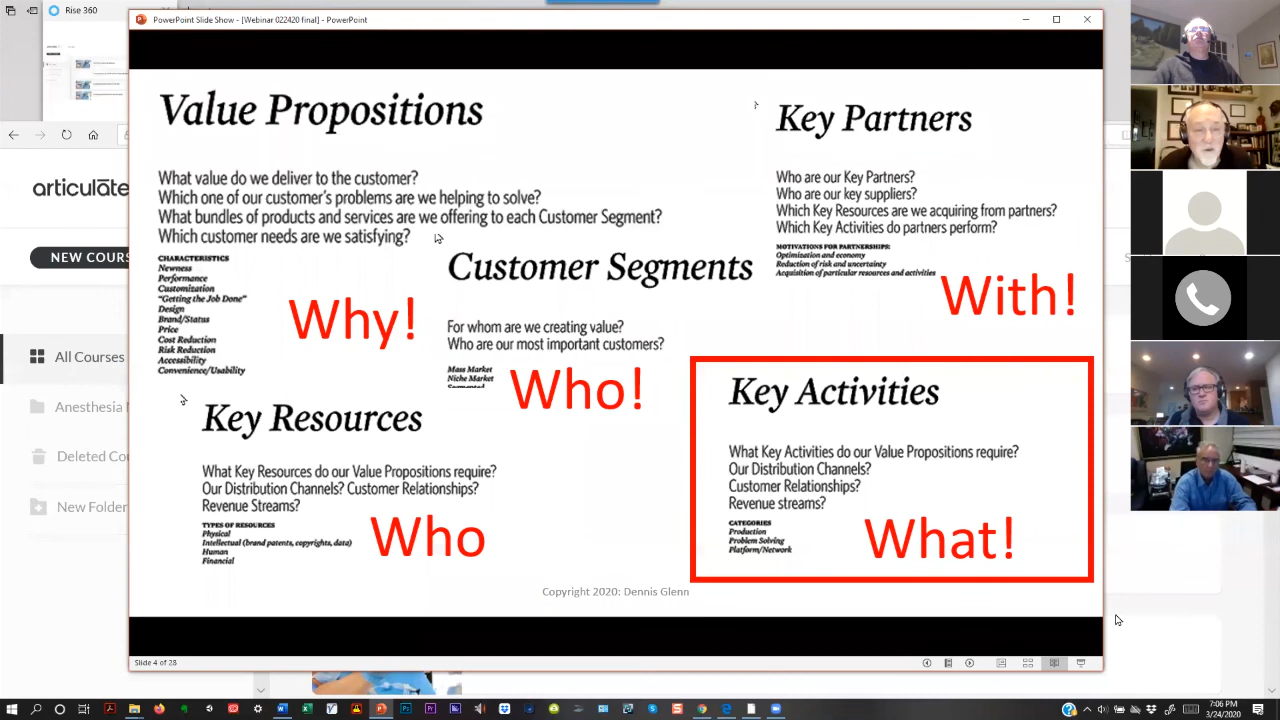 Rise 360
PowerPoint Slide Show - [Webinar 022420 final] - PowerPoint
articulate
NEW COURS
All Courses
Anesthesia
Deleted Cou
New Folder
Value Propositions
What value do we deliver to the customer?
Which one of our customer's problems are we helping to solve?
What bundles of products and services are we offering to each Customer Segment?
Which customer needs are we satisfying?
CHARACTERISTICS
Newness
Performance
Customization
"Getting the Job Done"
Design
Brand/Status
Price
Cost Reduction
Risk Reduction
Accessibility
Convenience/Usability
Why!
Customer Segments
For whom are we creating value?
Who are our most important customers?
Mass Market
Niche Market
Segmented
Who!
Key Partners
Who are our Key Partners?
Who are our key suppliers?
Which Key Resources are we acquiring from partners?
Which Key Activities do partners perform?
MOTIVATIONS FOR PARTNERSHIPS:
Optimization and economy
Reduction of risk and uncertainty
Acquisition of particular resources and activities
With!
Key Resources
What Key Resources do our Value Propositions require?
Our Distribution Channels? Customer Relationships?
Revenue Streams?
TYPES OF RESOURCES
Physical
Intellectual (brand patents, copyrights, data)
Human
Financial
Who
Key Activities
What Key Activities do our Value Propositions require?
Our Distribution Channels?
Customer Relationships?
Revenue streams?
CATEGORIES
Production
Problem Solving
Platform/Network
What!
Copyright 2020: Dennis Glenn
Slide 4 of 28
7:06 PM
3/24/2020